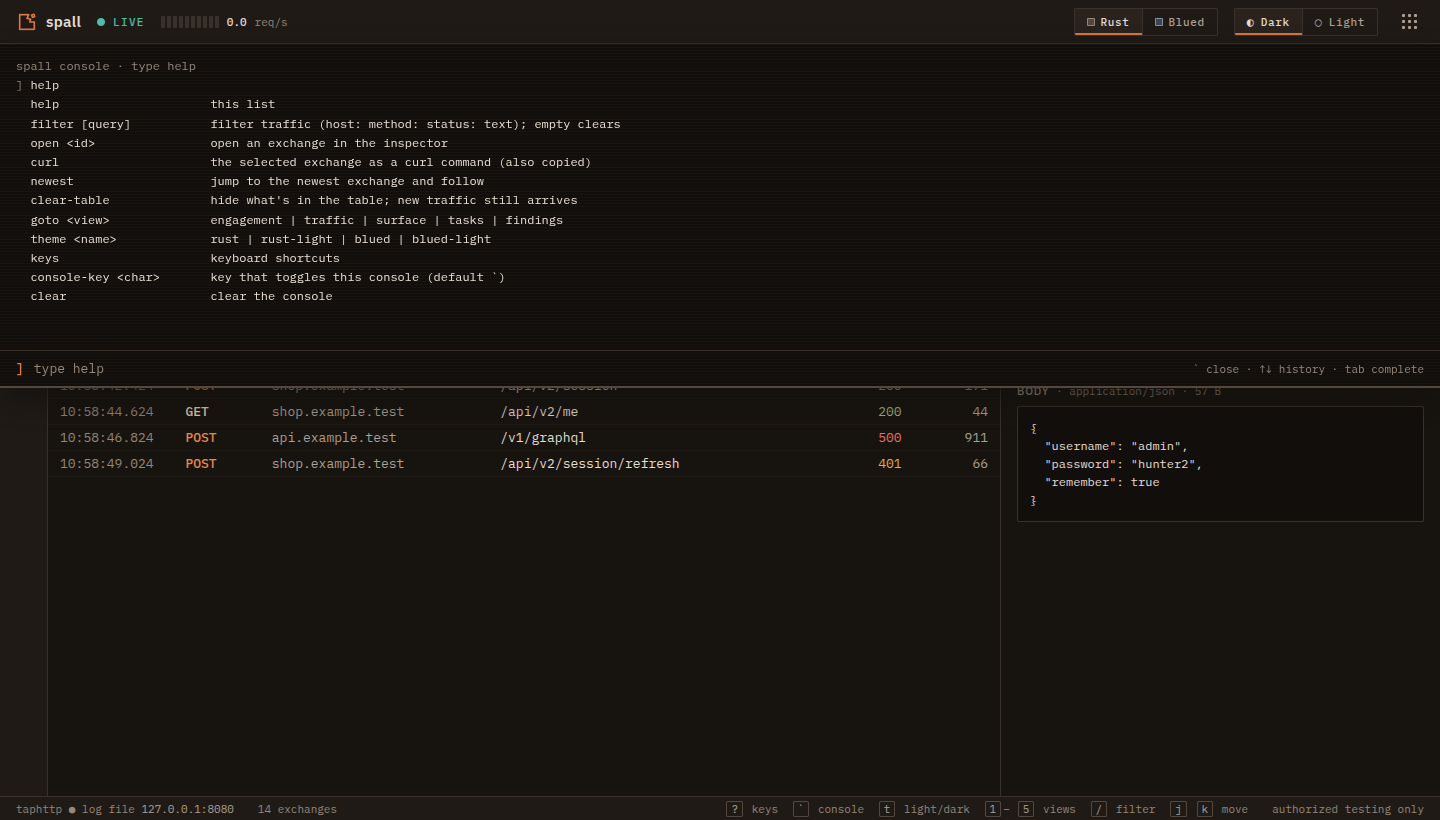 spall LIVE 0.0 req/s Rust Blued Dark Light
spall console · type help
] help
help this list
filter [query] filter traffic (host: method: status: text); empty clears
open <id> open an exchange in the inspector
curl the selected exchange as a curl command (also copied)
newest jump to the newest exchange and follow
clear-table hide what's in the table; new traffic still arrives
goto <view> engagement | traffic | surface | tasks | findings
theme <name> rust | rust-light | blued | blued-light
keys keyboard shortcuts
console-key <char> key that toggles this console (default `)
clear clear the console
] type help ` close · ↑↓ history · tab complete
BODY · application/json · 57 B
10:58:44.624 GET shop.example.test /api/v2/me 200 44
10:58:46.824 POST api.example.test /v1/graphql 500 911
10:58:49.024 POST shop.example.test /api/v2/session/refresh 401 66
{
"username": "admin",
"password": "hunter2",
"remember": true
}
taphttp ● log file 127.0.0.1:8080 14 exchanges ? keys ` console t light/dark 1 – 5 views / filter j k move authorized testing only